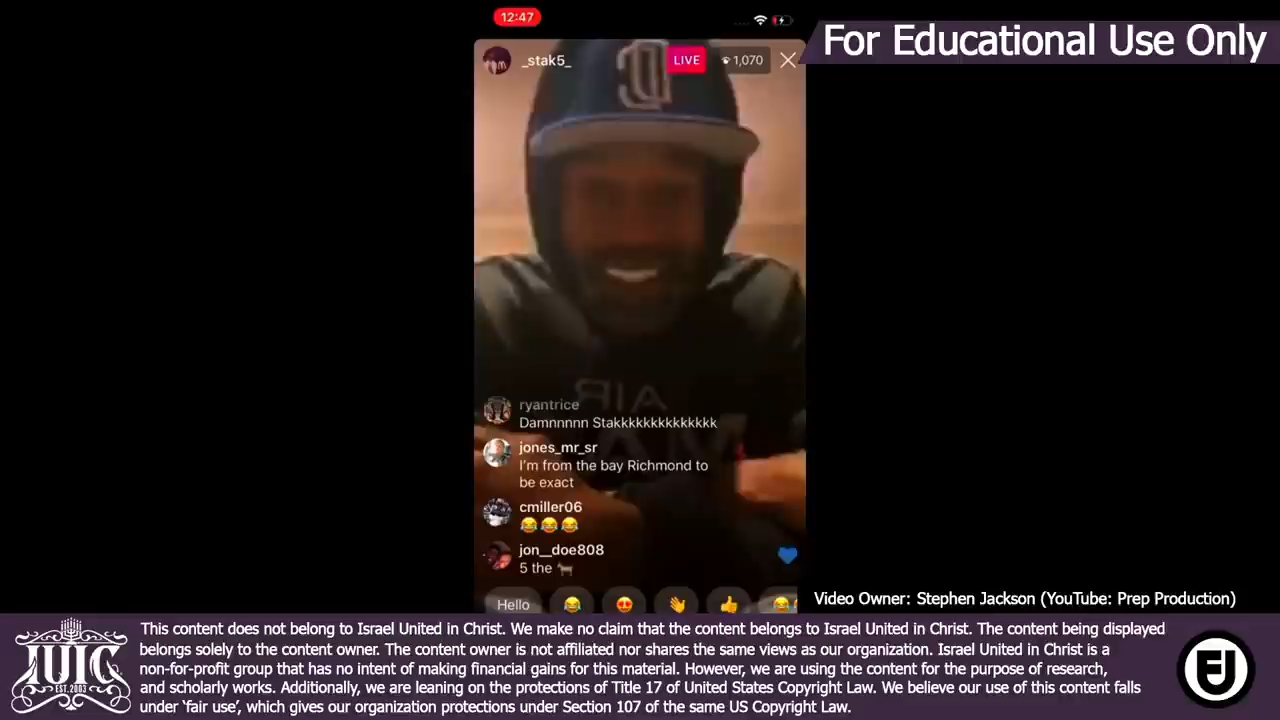 12:47
For Educational Use Only
_stak5_
LIVE
1,070
AIR
ryantrice
Damnnnnn Stakkkkkkkkkkkkkk
jones_mr_sr
I'm from the bay Richmond to
be exact
cmiller06
😂😂😂
jon__doe808
5 the 🐐
Hello
Video Owner: Stephen Jackson (YouTube: Prep Production)
IUIC
EST. 2003
This content does not belong to Israel United in Christ. We make no claim that the content belongs to Israel United in Christ. The content being displayed
belongs solely to the content owner. The content owner is not affiliated nor shares the same views as our organization. Israel United in Christ is a
non-for-profit group that has no intent of making financial gains for this material. However, we are using the content for the purpose of research,
and scholarly works. Additionally, we are leaning on the protections of Title 17 of United States Copyright Law. We believe our use of this content falls
under 'fair use', which gives our organization protections under Section 107 of the same US Copyright Law.